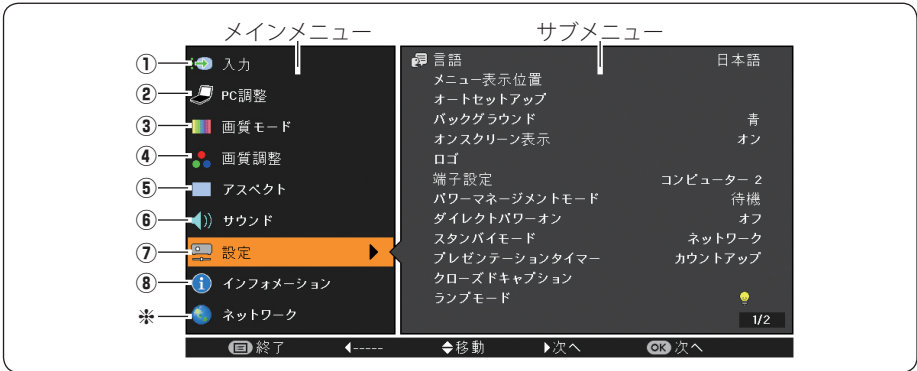 メインメニュー
サブメニュー
① 入力
② PC調整
③ 画質モード
④ 画質調整
⑤ アスペクト
⑥ サウンド
⑦ 設定
⑧ インフォメーション
※ ネットワーク
言語 日本語
メニュー表示位置
オートセットアップ
バックグラウンド 青
オンスクリーン表示 オン
ロゴ
端子設定 コンピューター 2
パワーマネージメントモード 待機
ダイレクトパワーオン オフ
スタンバイモード ネットワーク
プレゼンテーションタイマー カウントアップ
クローズドキャプション
ランプモード
1/2
終了 ----- 移動 次へ OK 次へ